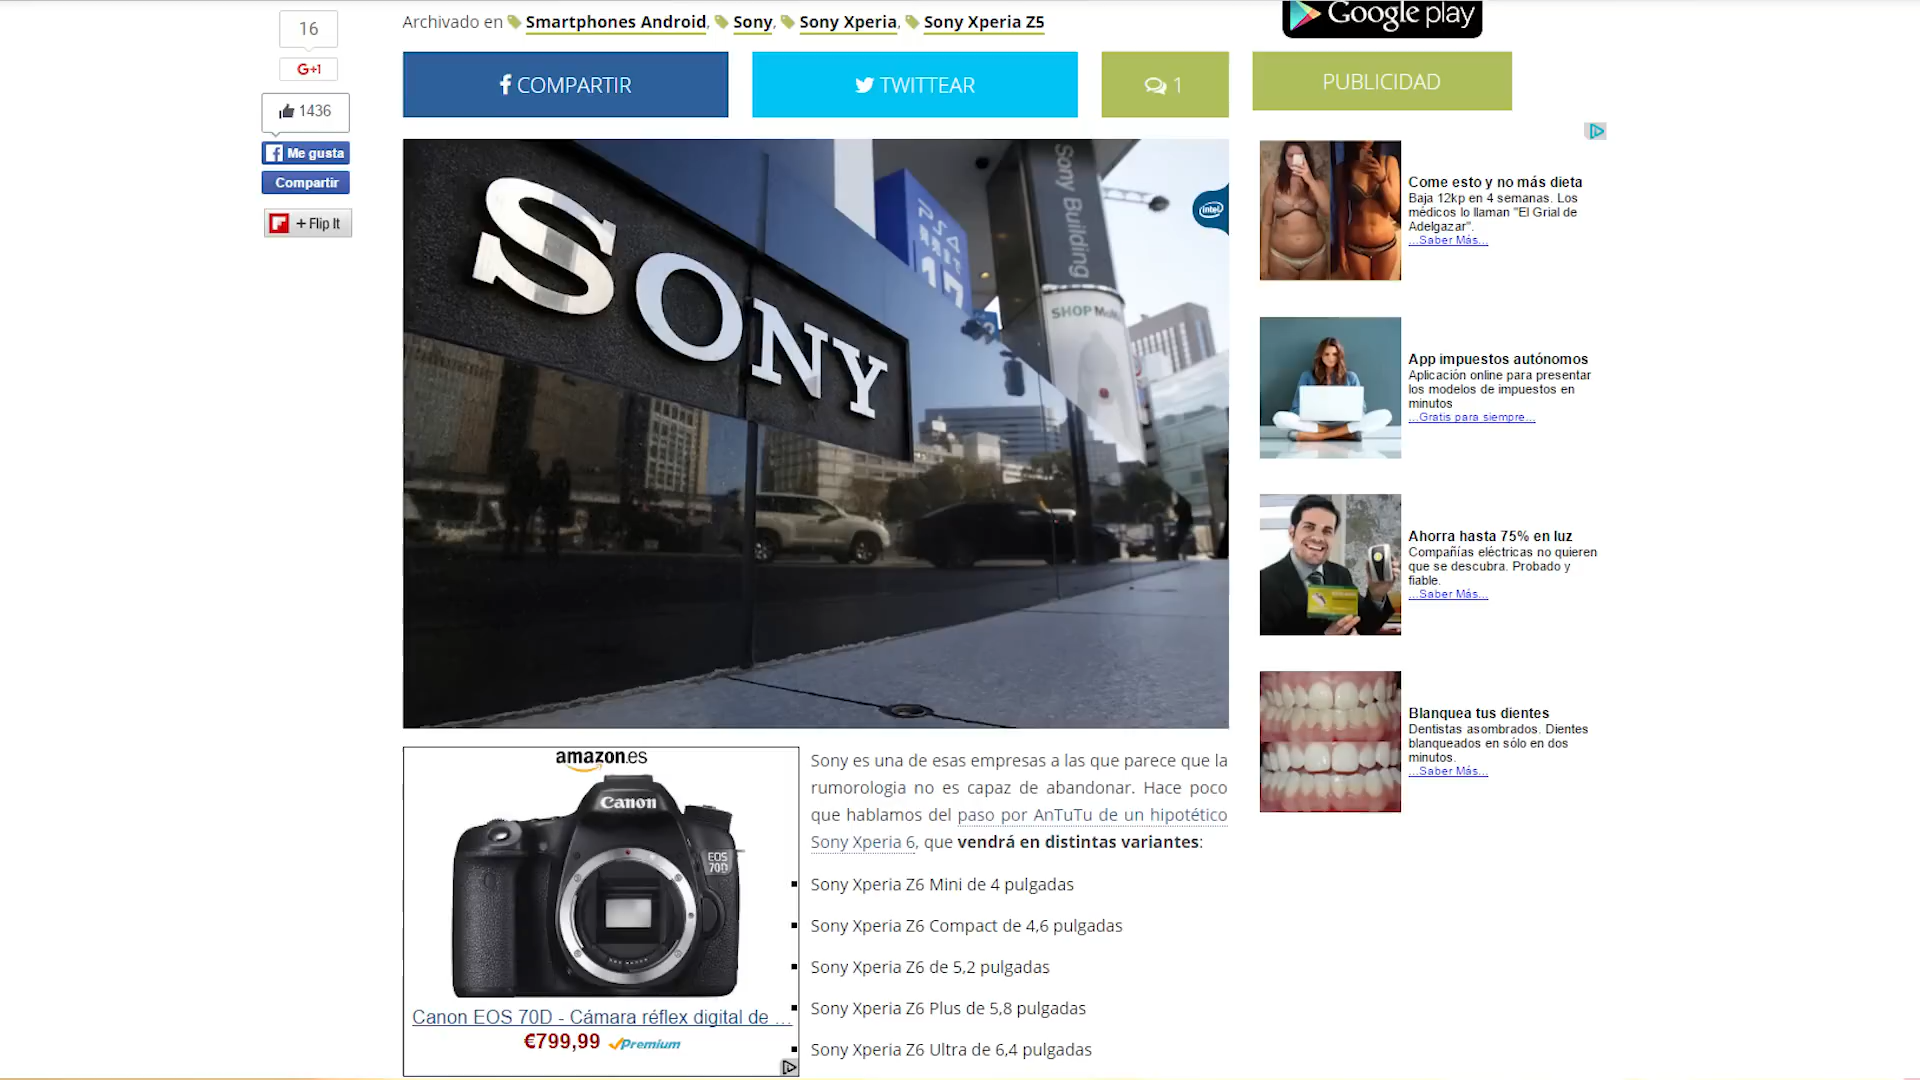 16
G+1
1436
Me gusta
Compartir
+ Flip It
Archivado en Smartphones Android, Sony, Sony Xperia, Sony Xperia Z5
COMPARTIR
TWITTEAR
1
Google play
PUBLICIDAD
SONY
Sony Building
SHOP
intel
Come esto y no más dieta
Baja 12kp en 4 semanas. Los
médicos lo llaman "El Grial de
Adelgazar".
...Saber Más...
App impuestos autónomos
Aplicación online para presentar
los modelos de impuestos en
minutos
...Gratis para siempre...
Ahorra hasta 75% en luz
Compañías eléctricas no quieren
que se descubra. Probado y
fiable.
...Saber Más...
Blanquea tus dientes
Dentistas asombrados. Dientes
blanqueados en sólo en dos
minutos.
...Saber Más...
amazon.es
Canon
EOS
70D
Canon EOS 70D - Cámara réflex digital de ...
€799,99 Premium
Sony es una de esas empresas a las que parece que la
rumorologia no es capaz de abandonar. Hace poco
que hablamos del paso por AnTuTu de un hipotético
Sony Xperia 6, que vendrá en distintas variantes:
Sony Xperia Z6 Mini de 4 pulgadas
Sony Xperia Z6 Compact de 4,6 pulgadas
Sony Xperia Z6 de 5,2 pulgadas
Sony Xperia Z6 Plus de 5,8 pulgadas
Sony Xperia Z6 Ultra de 6,4 pulgadas